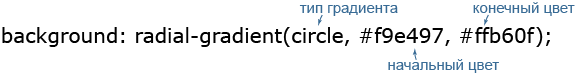 тип градиента конечный цвет
background: radial-gradient(circle, #f9e497, #ffb60f);
начальный цвет